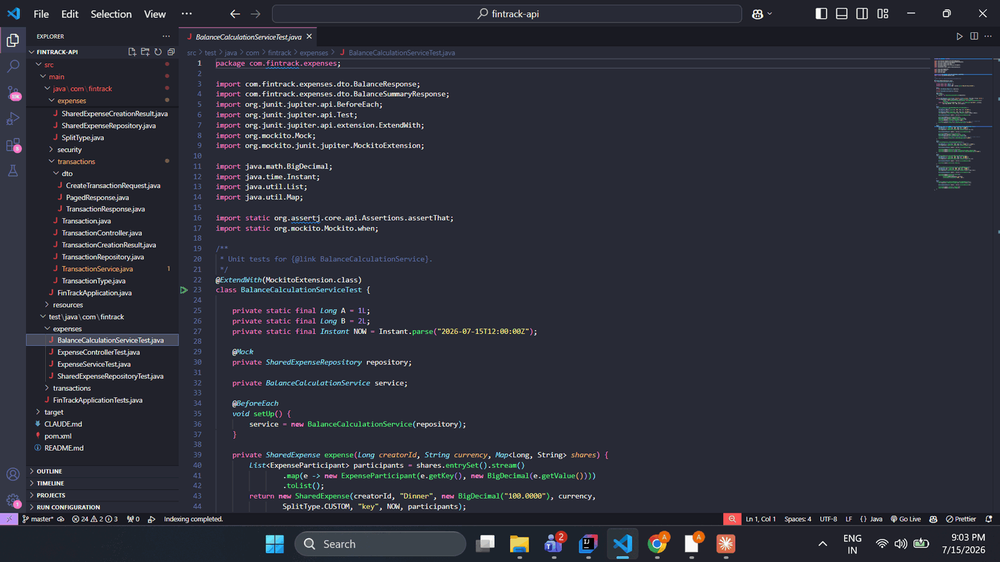 File Edit Selection View ···
fintrack-api
EXPLORER
FINTRACK-API
src
main
java\com\fintrack
expenses
SharedExpenseCreationResult.java
SharedExpenseRepository.java
SplitType.java
security
transactions
dto
CreateTransactionRequest.java
PagedResponse.java
TransactionResponse.java
Transaction.java
TransactionController.java
TransactionCreationResult.java
TransactionRepository.java
TransactionService.java 1
TransactionType.java
FinTrackApplication.java
resources
test\java\com\fintrack
expenses
BalanceCalculationServiceTest.java
ExpenseControllerTest.java
ExpenseServiceTest.java
SharedExpenseRepositoryTest.java
transactions
FinTrackApplicationTests.java
target
CLAUDE.md
pom.xml
README.md
OUTLINE
TIMELINE
PROJECTS
RUN CONFIGURATION
10K
8
1
BalanceCalculationServiceTest.java
src > test > java > com > fintrack > expenses > BalanceCalculationServiceTest.java
1 package com.fintrack.expenses;
2
3 import com.fintrack.expenses.dto.BalanceResponse;
4 import com.fintrack.expenses.dto.BalanceSummaryResponse;
5 import org.junit.jupiter.api.BeforeEach;
6 import org.junit.jupiter.api.Test;
7 import org.junit.jupiter.api.extension.ExtendWith;
8 import org.mockito.Mock;
9 import org.mockito.junit.jupiter.MockitoExtension;
10
11 import java.math.BigDecimal;
12 import java.time.Instant;
13 import java.util.List;
14 import java.util.Map;
15
16 import static org.assertj.core.api.Assertions.assertThat;
17 import static org.mockito.Mockito.when;
18
19 /**
20 * Unit tests for {@link BalanceCalculationService}.
21 */
22 @ExtendWith(MockitoExtension.class)
23 class BalanceCalculationServiceTest {
24
25 private static final Long A = 1L;
26 private static final Long B = 2L;
27 private static final Instant NOW = Instant.parse("2026-07-15T12:00:00Z");
28
29 @Mock
30 private SharedExpenseRepository repository;
31
32 private BalanceCalculationService service;
33
34 @BeforeEach
35 void setUp() {
36 service = new BalanceCalculationService(repository);
37 }
38
39 private SharedExpense expense(Long creatorId, String currency, Map<Long, String> shares) {
40 List<ExpenseParticipant> participants = shares.entrySet().stream()
41 .map(e -> new ExpenseParticipant(e.getKey(), new BigDecimal(e.getValue())))
42 .toList();
43 return new SharedExpense(creatorId, "Dinner", new BigDecimal("100.0000"), currency,
44 SplitType.CUSTOM, "key", NOW, participants);
master* 24 2 3 0 Indexing completed.
Ln 1, Col 1 Spaces: 4 UTF-8 LF {} Java Go Live Prettier
Search
2
A
A
ENG
IN
9:03 PM
7/15/2026